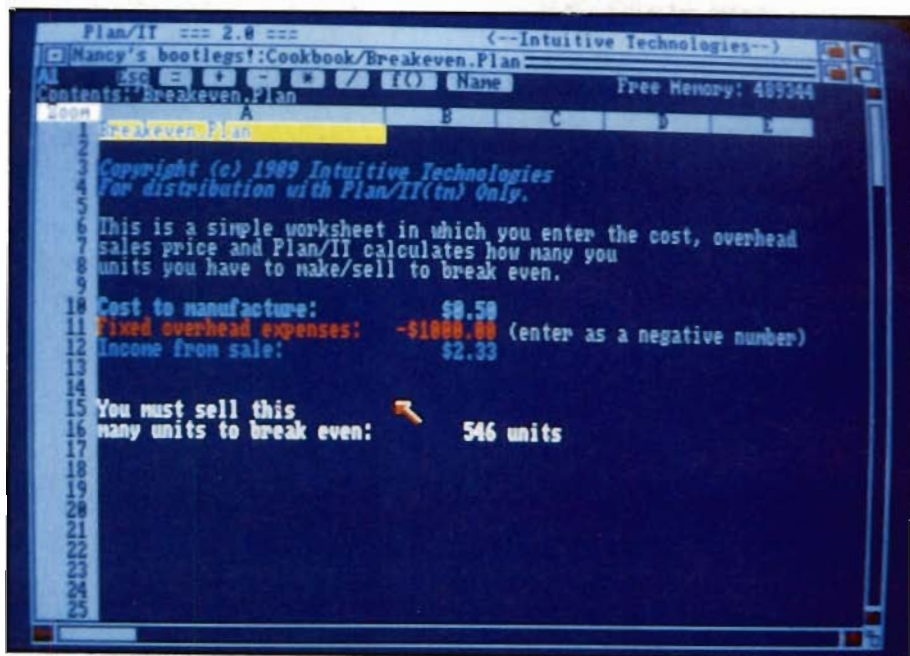 Plan/IT === 2.0 === <--Intuitive Technologies-->
Nancy's bootlegs!:Cookbook/Breakeven.Plan
A1 Esc = + - * / f() Name Free Memory: 489344
Contents:'Breakeven.Plan
Zoom A B C D E
1 Breakeven.Plan
2
3 Copyright (c) 1989 Intuitive Technologies
4 For distribution with Plan/IT(tm) Only.
5
6 This is a simple worksheet in which you enter the cost, overhead
7 sales price and Plan/IT calculates how many you
8 units you have to make/sell to break even.
9
10 Cost to manufacture: $0.50
11 Fixed overhead expenses: -$1000.00 (enter as a negative number)
12 Income from sale: $2.33
13
14
15 You must sell this
16 many units to break even: 546 units
17
18
19
20
21
22
23
24
25